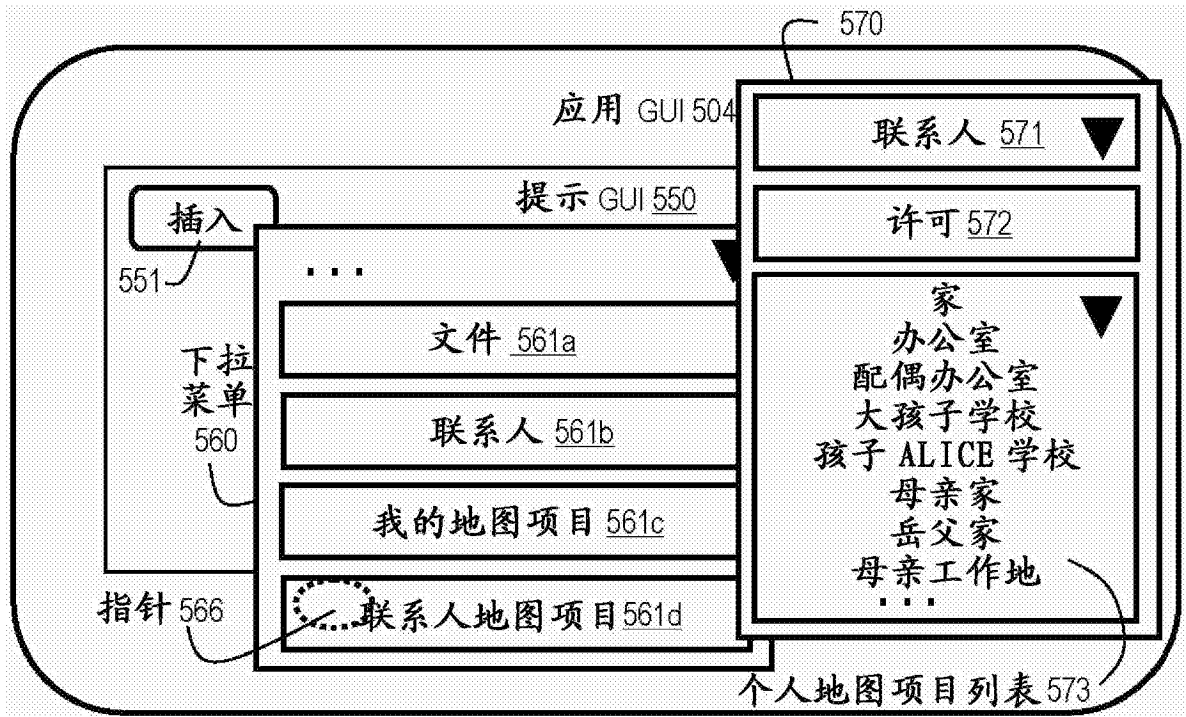 570
应用 GUI 504
联系人 571
提示 GUI 550
插入
551
许可 572
...
文件 561a
下拉
菜单
560
联系人 561b
我的地图项目 561c
指针 566
联系人地图项目 561d
家
办公室
配偶办公室
大孩子学校
孩子 ALICE 学校
母亲家
岳父家
母亲工作地
...
个人地图项目列表 573